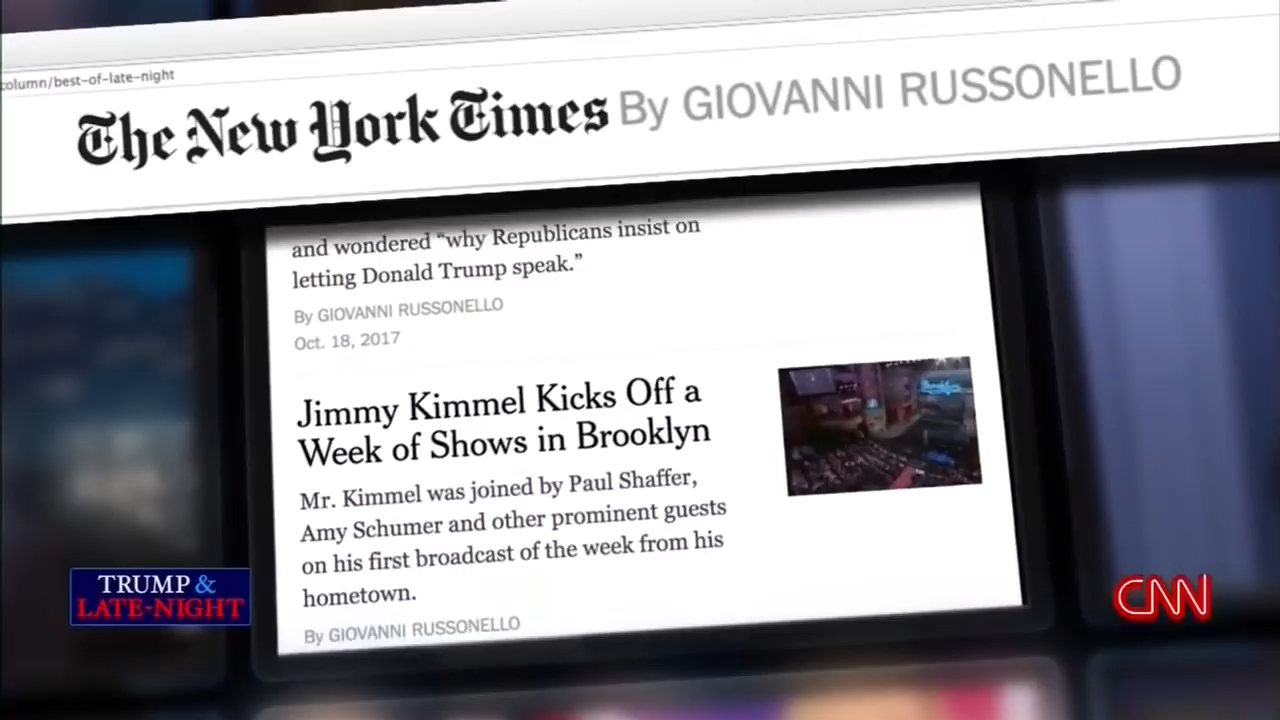 column/best-of-late-night
The New York Times By GIOVANNI RUSSONELLO
and wondered “why Republicans insist on
letting Donald Trump speak.”
By GIOVANNI RUSSONELLO
Oct. 18, 2017
Jimmy Kimmel Kicks Off a
Week of Shows in Brooklyn
Mr. Kimmel was joined by Paul Shaffer,
Amy Schumer and other prominent guests
on his first broadcast of the week from his
hometown.
By GIOVANNI RUSSONELLO
TRUMP &
LATE-NIGHT
CNN